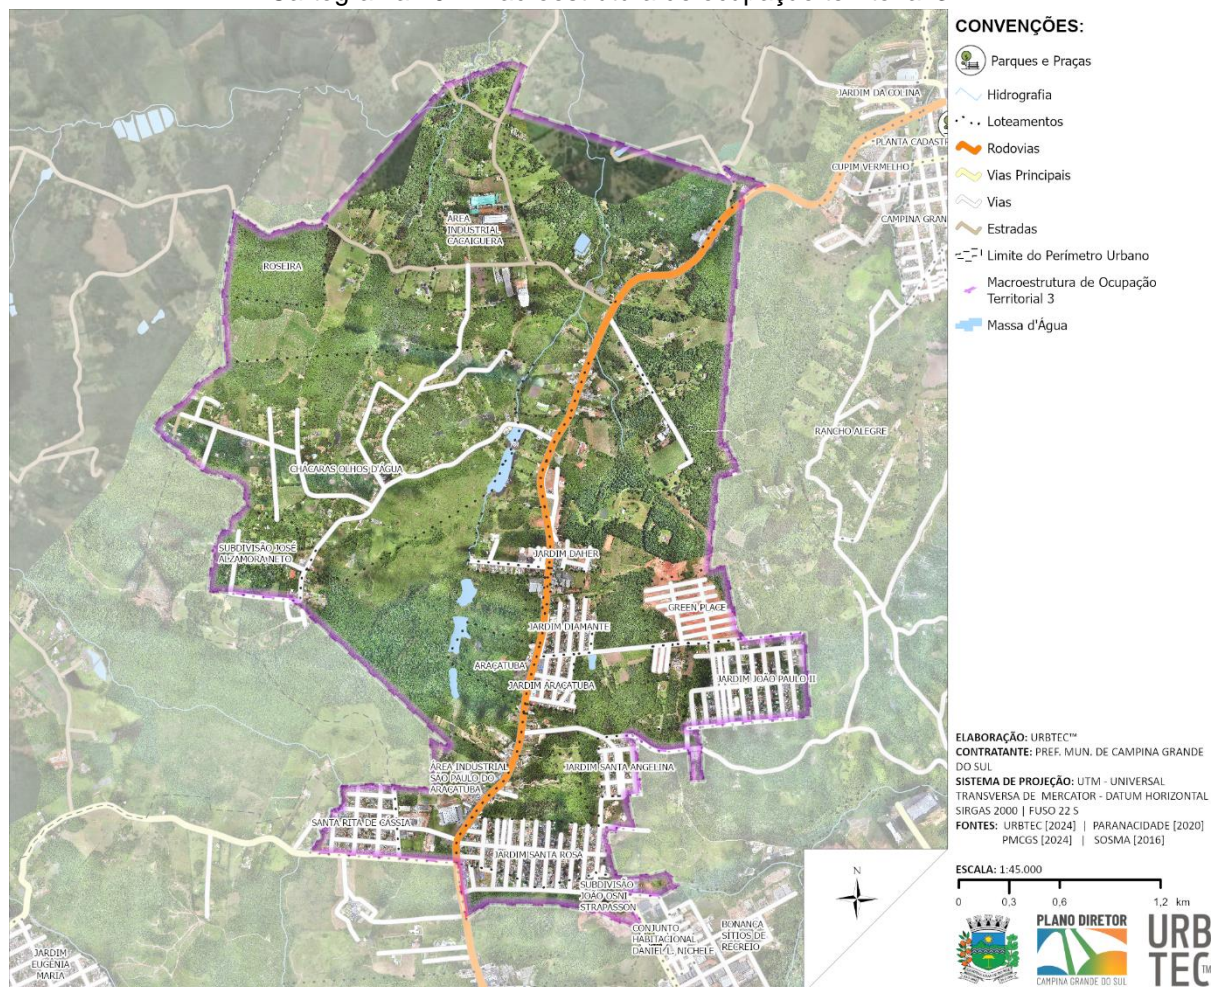 CONVENÇÕES:
Parques e Praças
Hidrografia
Loteamentos
Rodovias
Vias Principais
Vias
Estradas
Limite do Perímetro Urbano
Macroestrutura de Ocupação
Territorial 3
Massa d'Água
JARDIM DA COLINA
PLANTA CADASTR
CUPIM VERMELHO
CAMPINA GRAN
ÁREA
INDUSTRIAL
CACAIGUERA
ROSEIRA
RANCHO ALEGRE
CHÁCARAS OLHOS D'ÁGUA
SUBDIVISÃO JOSÉ
ALZAMORA NETO
JARDIM DAHER
GREEN PLACE
JARDIM DIAMANTE
ARAÇATUBA
JARDIM ARAÇATUBA
JARDIM JOÃO PAULO II
ÁREA INDUSTRIAL
SÃO PAULO DO
ARAÇATUBA
JARDIM SANTA ANGELINA
SANTA RITA DE CASSIA
JARDIM SANTA ROSA
SUBDIVISÃO
JOÃO OSNI
STRAPASSON
CONJUNTO
HABITACIONAL
DANIEL L. NICHELE
BONANÇA
SÍTIOS DE
RECREIO
JARDIM
EUGÊNIA
MARIA
N
ELABORAÇÃO: URBTEC™
CONTRATANTE: PREF. MUN. DE CAMPINA GRANDE
DO SUL
SISTEMA DE PROJEÇÃO: UTM - UNIVERSAL
TRANSVERSA DE MERCATOR - DATUM HORIZONTAL
SIRGAS 2000 | FUSO 22 S
FONTES: URBTEC [2024] | PARANACIDADE [2020]
PMCGS [2024] | SOSMA [2016]
ESCALA: 1:45.000
0 0,3 0,6 1,2 km
PLANO DIRETOR
CAMPINA GRANDE DO SUL
URB
TEC™